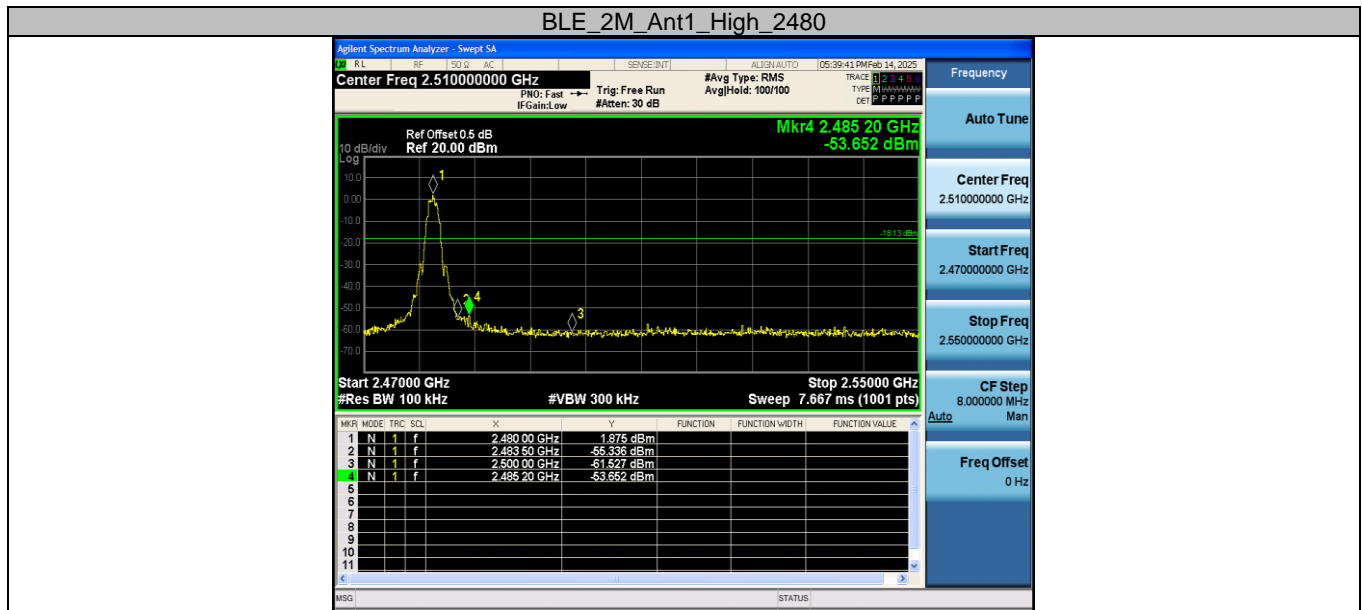 BLE_2M_Ant1_High_2480
Agilent Spectrum Analyzer - Swept SA
RL RF 50 Ω AC SENSE:INT ALIGN AUTO 05:39:41 PM Feb 14, 2025
Center Freq 2.510000000 GHz
PNO: Fast
IFGain:Low
Trig: Free Run
#Atten: 30 dB
#Avg Type: RMS
Avg|Hold: 100/100
TRACE 1 2 3 4 5 6
TYPE M
DET P P P P P P
Ref Offset 0.5 dB
10 dB/div Ref 20.00 dBm
Log
Mkr4 2.485 20 GHz
-53.652 dBm
10.0
0.00
-10.0
-20.0
-30.0
-40.0
-50.0
-60.0
-70.0
1
-18.13 dBm
2 4
3
Start 2.47000 GHz Stop 2.55000 GHz
#Res BW 100 kHz #VBW 300 kHz Sweep 7.667 ms (1001 pts)
MKR MODE TRC SCL X Y FUNCTION FUNCTION WIDTH FUNCTION VALUE
1 N 1 f 2.480 00 GHz 1.875 dBm
2 N 1 f 2.483 50 GHz -55.336 dBm
3 N 1 f 2.500 00 GHz -61.527 dBm
4 N 1 f 2.485 20 GHz -53.652 dBm
5
6
7
8
9
10
11
MSG STATUS
Frequency
Auto Tune
Center Freq
2.510000000 GHz
Start Freq
2.470000000 GHz
Stop Freq
2.550000000 GHz
CF Step
8.000000 MHz
Auto Man
Freq Offset
0 Hz